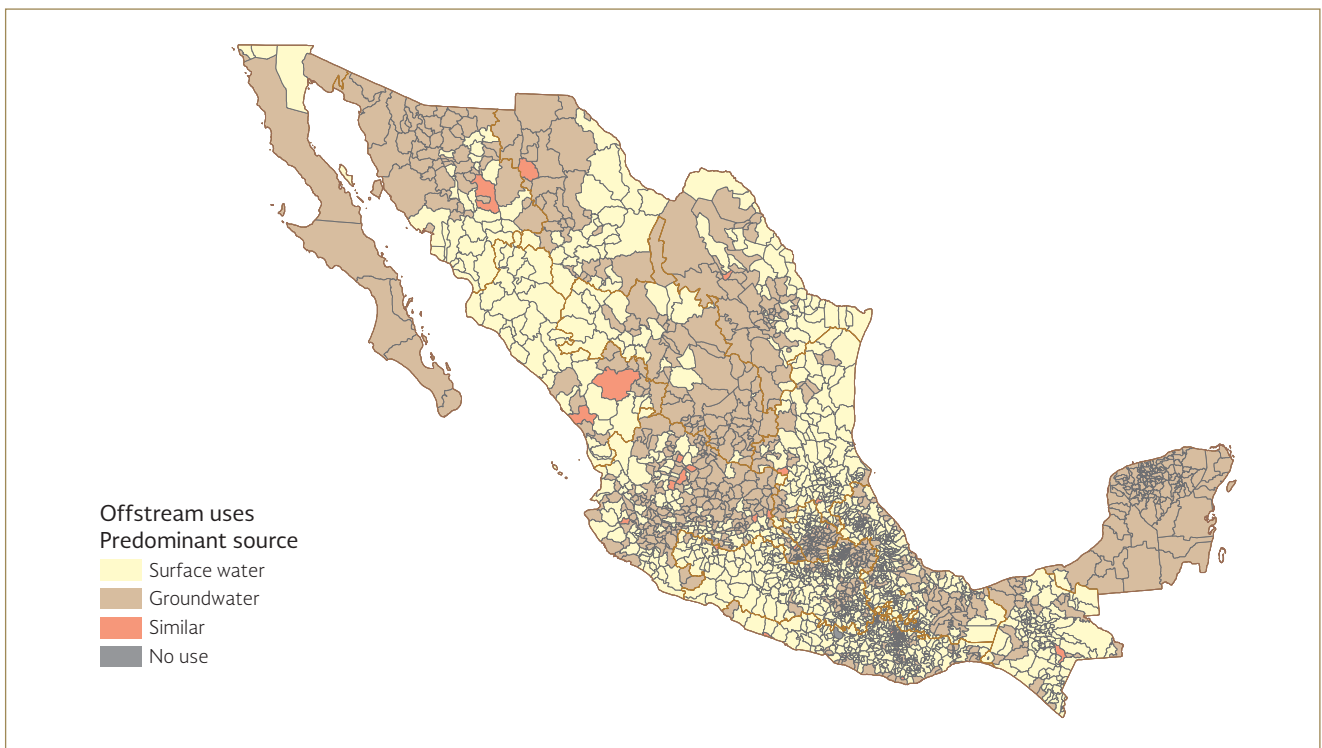 Offstream uses
Predominant source
Surface water
Groundwater
Similar
No use